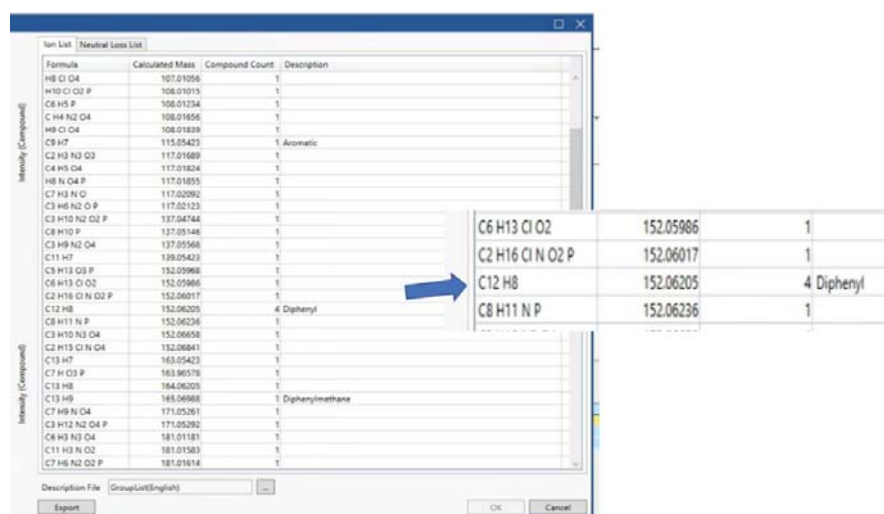 Ion List Neutral Loss List
Formula Calculated Mass Compound Count Description
H8 Cl O4 107.01056 1
H10 Cl O2 P 108.01015 1
C6 H5 P 108.01234 1
C H4 N2 O4 108.01656 1
H9 Cl O4 108.01839 1
C9 H7 115.05423 1 Aromatic
C2 H3 N3 O3 117.01689 1
C4 H5 O4 117.01824 1
H8 N O4 P 117.01855 1
C7 H3 N O 117.02092 1
C3 H6 N2 O P 117.02123 1
C3 H10 N2 O2 P 137.04744 1
C8 H10 P 137.05146 1
C3 H9 N2 O4 137.05568 1
C11 H7 139.05423 1
C5 H13 O3 P 152.05968 1
C6 H13 Cl O2 152.05986 1
C2 H16 Cl N O2 P 152.06017 1
C12 H8 152.06205 4 Diphenyl
C8 H11 N P 152.06236 1
C3 H10 N3 O4 152.06658 1
C2 H15 Cl N O4 152.06841 1
C13 H7 163.05423 1
C7 H O3 P 163.96578 1
C13 H8 164.06205 1
C13 H9 165.06988 1 Diphenylmethane
C7 H9 N O4 171.05261 1
C3 H12 N2 O4 P 171.05292 1
C6 H3 N3 O4 181.01181 1
C11 H3 N O2 181.01583 1
C7 H6 N2 O2 P 181.01614 1
Description File GroupList(English) ...
Export OK Cancel
Intensity (Compound)
Intensity (Compound)
C6 H13 Cl O2 152.05986 1
C2 H16 Cl N O2 P 152.06017 1
C12 H8 152.06205 4 Diphenyl
C8 H11 N P 152.06236 1